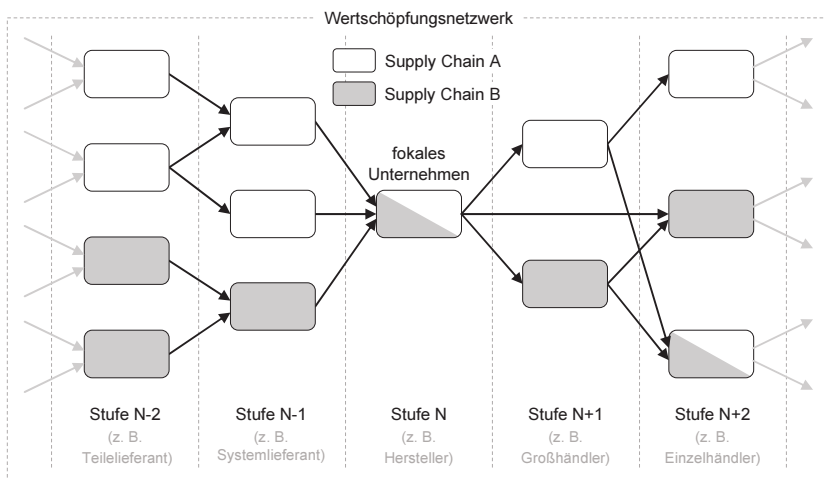 Wertschöpfungsnetzwerk
Supply Chain A
Supply Chain B
fokales
Unternehmen
Stufe N-2
(z. B.
Teilelieferant)
Stufe N-1
(z. B.
Systemlieferant)
Stufe N
(z. B.
Hersteller)
Stufe N+1
(z. B.
Großhändler)
Stufe N+2
(z. B.
Einzelhändler)